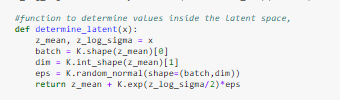 #function to determine values inside the latent space,
def determine_latent(x):
z_mean, z_log_sigma = x
batch = K.shape(z_mean)[0]
dim = K.int_shape(z_mean)[1]
eps = K.random_normal(shape=(batch,dim))
return z_mean + K.exp(z_log_sigma/2)*eps